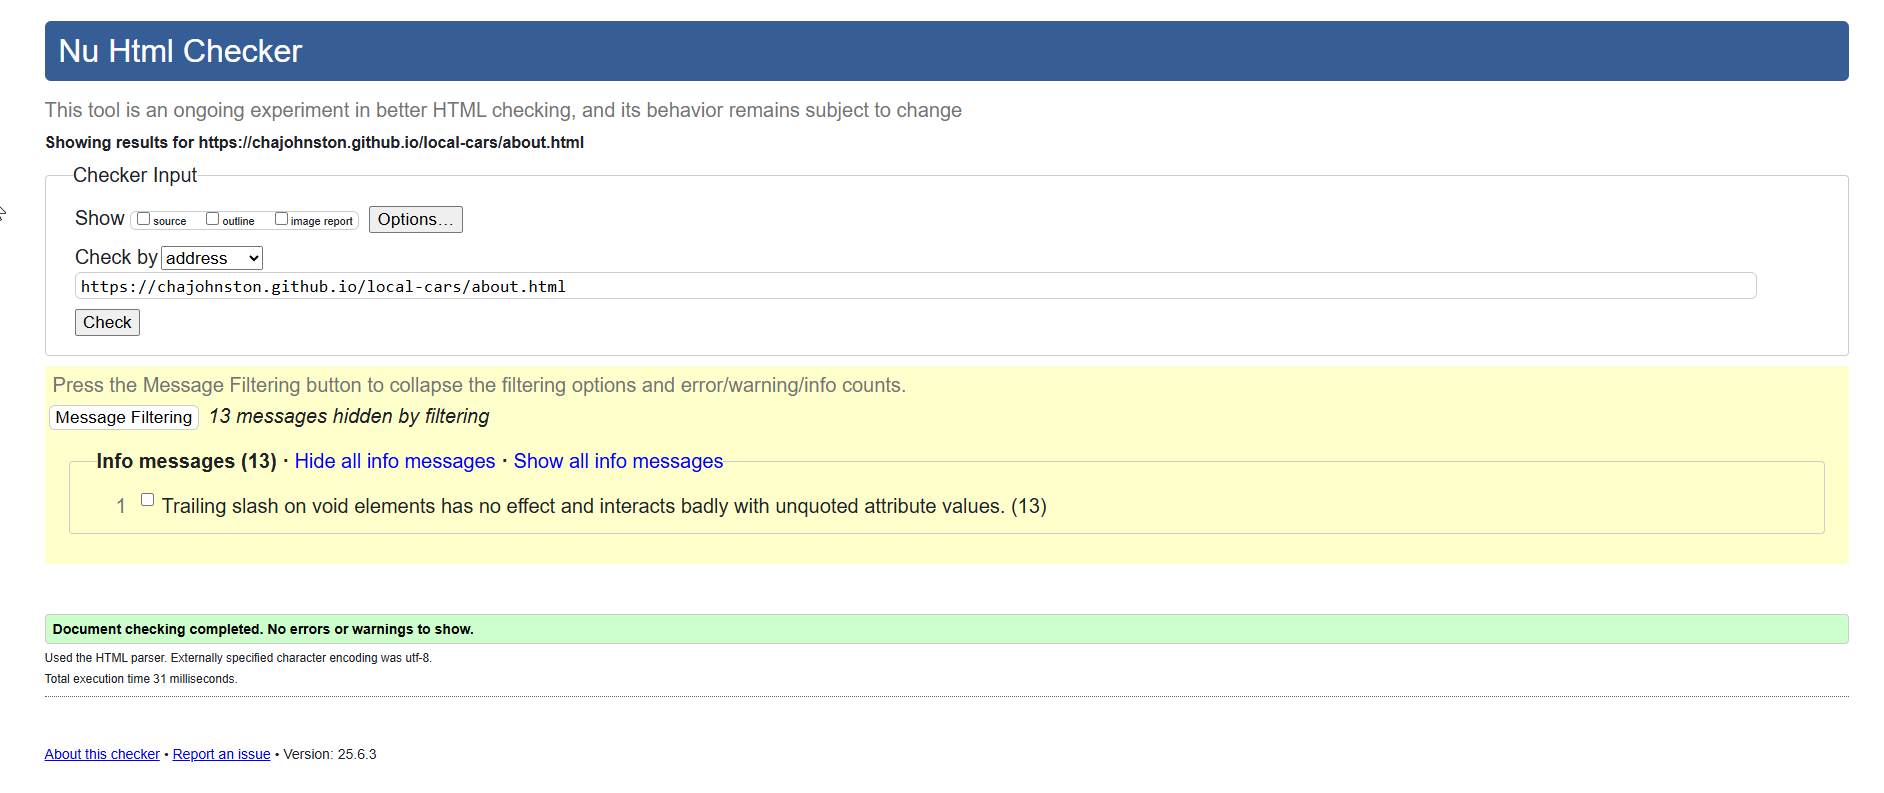 Nu Html Checker
This tool is an ongoing experiment in better HTML checking, and its behavior remains subject to change
Showing results for https://chajohnston.github.io/local-cars/about.html
Checker Input
Show source outline image report Options...
Check by address
https://chajohnston.github.io/local-cars/about.html
Check
Press the Message Filtering button to collapse the filtering options and error/warning/info counts.
Message Filtering 13 messages hidden by filtering
Info messages (13) · Hide all info messages · Show all info messages
1 Trailing slash on void elements has no effect and interacts badly with unquoted attribute values. (13)
Document checking completed. No errors or warnings to show.
Used the HTML parser. Externally specified character encoding was utf-8.
Total execution time 31 milliseconds.
About this checker • Report an issue • Version: 25.6.3